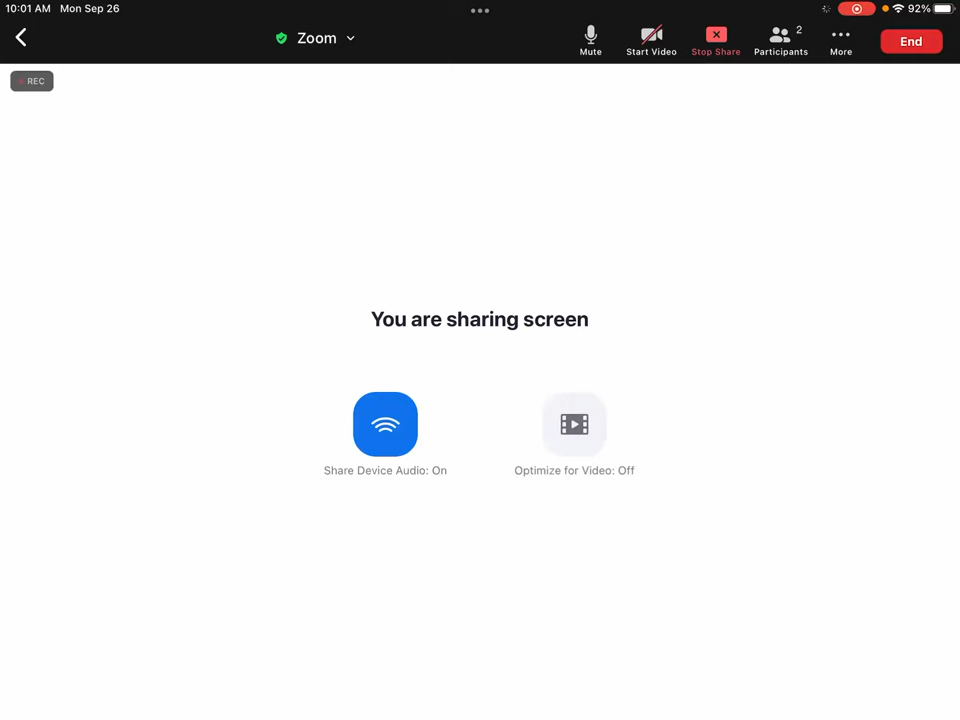 10:01 AM Mon Sep 26
92%
Zoom
Mute
Start Video
Stop Share
2
Participants
More
End
REC
You are sharing screen
Share Device Audio: On
Optimize for Video: Off